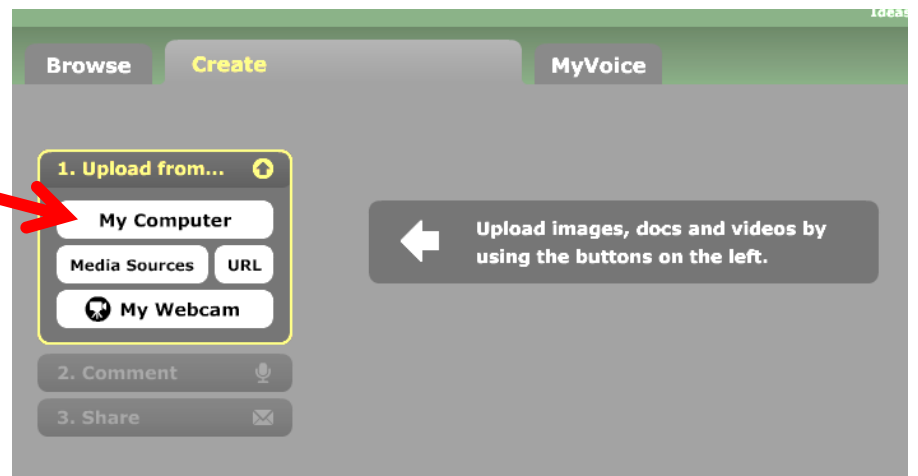 Ideas
Browse Create MyVoice
1. Upload from...
My Computer
Media Sources URL
My Webcam
Upload images, docs and videos by
using the buttons on the left.
2. Comment
3. Share